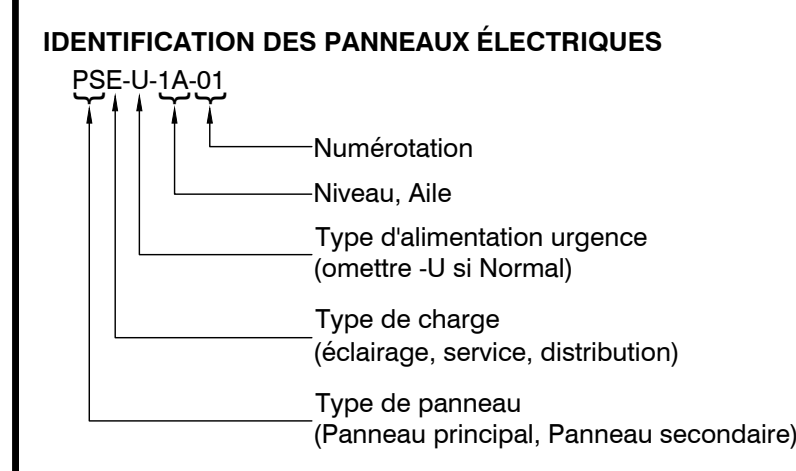 IDENTIFICATION DES PANNEAUX ÉLECTRIQUES
PSE-U-1A-01
Numérotation
Niveau, Aile
Type d'alimentation urgence
(omettre -U si Normal)
Type de charge
(éclairage, service, distribution)
Type de panneau
(Panneau principal, Panneau secondaire)